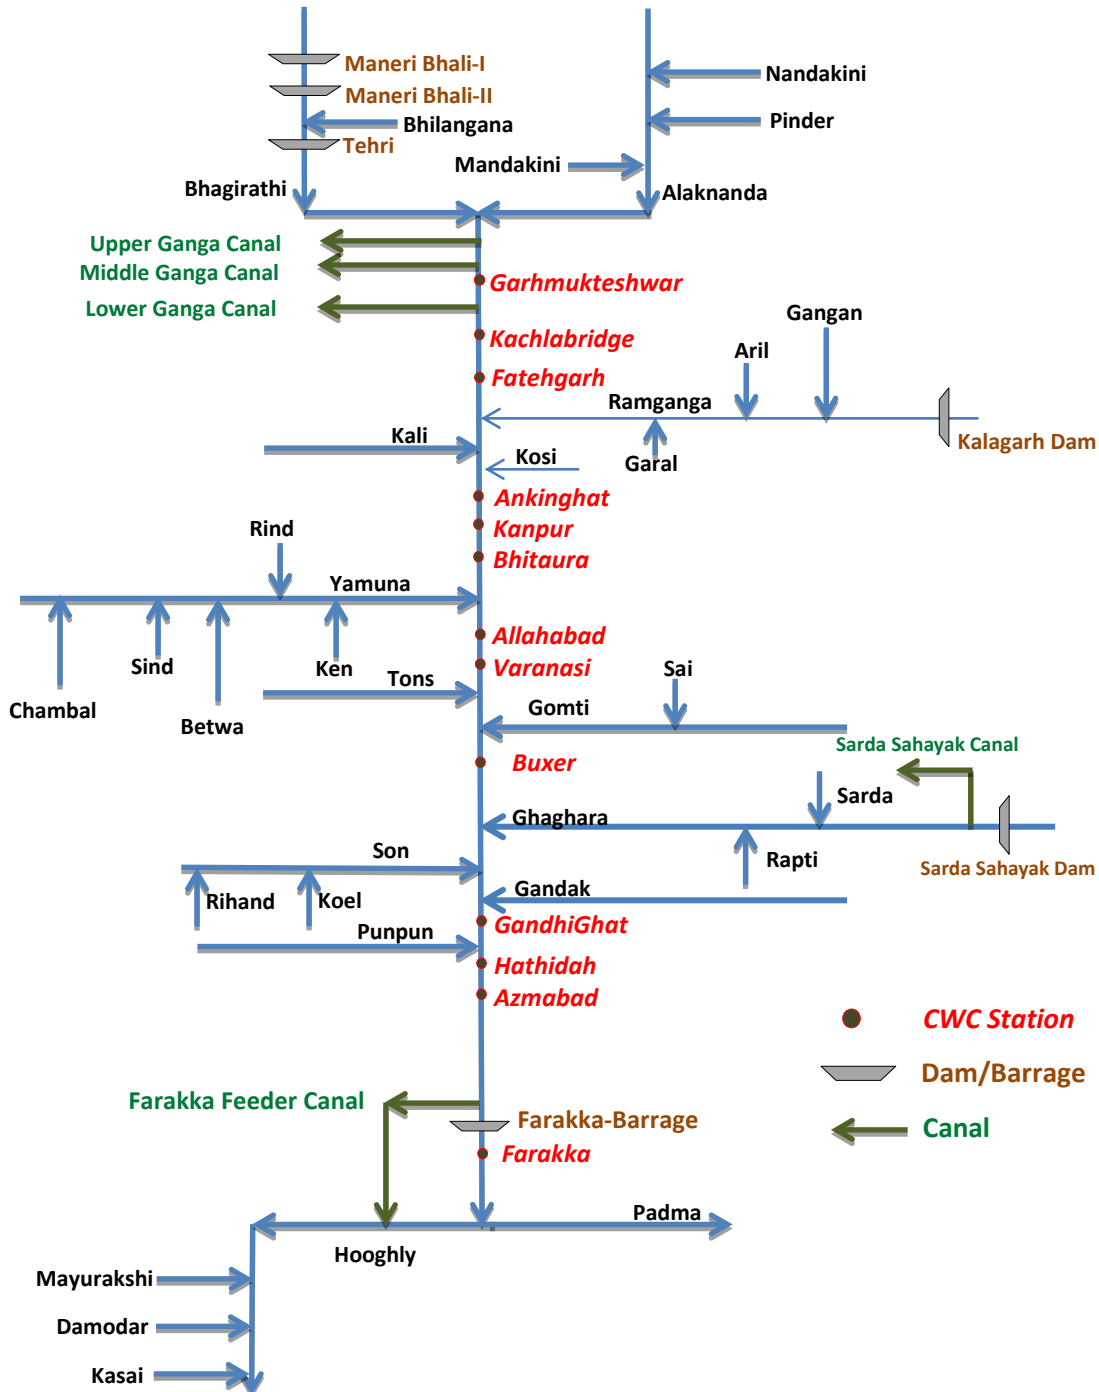 Maneri Bhali-I
Nandakini
Maneri Bhali-II
Bhilangana
Pinder
Tehri
Mandakini
Bhagirathi
Alaknanda
Upper Ganga Canal
Middle Ganga Canal
Garhmukteshwar
Lower Ganga Canal
Gangan
Kachlabridge
Aril
Fatehgarh
Ramganga
Kali
Kalagarh Dam
Kosi
Garal
Ankinghat
Rind
Kanpur
Bhitaura
Yamuna
Allahabad
Sind
Ken
Varanasi
Sai
Tons
Chambal
Gomti
Betwa
Sarda Sahayak Canal
Buxer
Sarda
Ghaghara
Son
Rapti
Sarda Sahayak Dam
Gandak
Rihand
Koel
GandhiGhat
Punpun
Hathidah
Azmabad
CWC Station
Dam/Barrage
Farakka Feeder Canal
Farakka-Barrage
Canal
Farakka
Padma
Hooghly
Mayurakshi
Damodar
Kasai